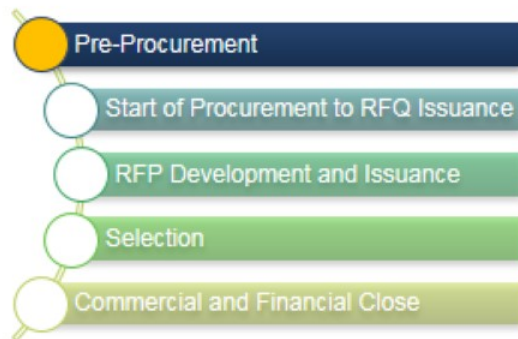 Pre-Procurement
Start of Procurement to RFQ Issuance
RFP Development and Issuance
Selection
Commercial and Financial Close